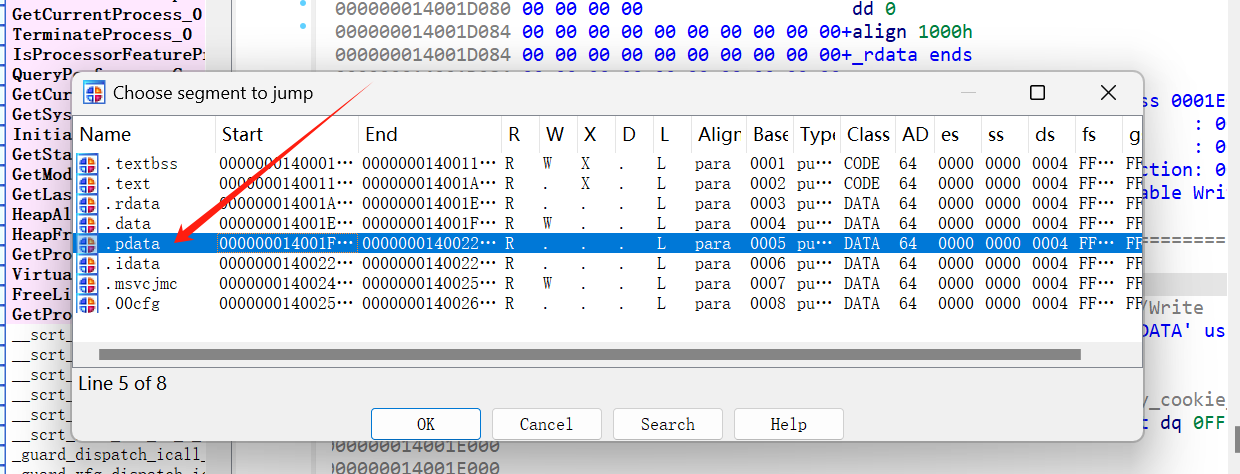 GetCurrentProcess_0
TerminateProcess_0
IsProcessorFeaturePr
000000014001D080 00 00 00 00 dd 0
000000014001D084 00 00 00 00 00 00 00 00 00 00 00 00+align 1000h
000000014001D084 00 00 00 00 00 00 00 00 00 00 00 00+_rdata ends
Choose segment to jump
Name Start End R W X D L Align Base Type Class AD es ss ds fs g
.textbss 0000000140001··· 0000000140011··· R W X . L para 0001 pu··· CODE 64 0000 0000 0004 FF··· FF
.text 0000000140011··· 000000014001A··· R . X . L para 0002 pu··· CODE 64 0000 0000 0004 FF··· FF
.rdata 000000014001A··· 000000014001E··· R . . . L para 0003 pu··· DATA 64 0000 0000 0004 FF··· FF
.data 000000014001E··· 000000014001F··· R W . . L para 0004 pu··· DATA 64 0000 0000 0004 FF··· FF
.pdata 000000014001F··· 0000000140022··· R . . . L para 0005 pu··· DATA 64 0000 0000 0004 FF··· FF
.idata 0000000140022··· 0000000140022··· R . . . L para 0006 pu··· DATA 64 0000 0000 0004 FF··· FF
.msvcjmc 0000000140024··· 0000000140025··· R W . . L para 0007 pu··· DATA 64 0000 0000 0004 FF··· FF
.00cfg 0000000140025··· 0000000140026··· R . . . L para 0008 pu··· DATA 64 0000 0000 0004 FF··· FF
Line 5 of 8
OK Cancel Search Help
GetCur
GetSys
Initia
GetSta
GetMod
GetLas
HeapAl
HeapFr
GetPro
Virtua
FreeLi
GetPro
__scrt_
__scrt_
__scrt_
__scrt_
__scrt_
_guard_dispatch_icall_
ss 0001E
: 0
: 0
ction: 0
able Wri
=========
/Write
DATA' us
y_cookie_
t dq 0FF
000000014001E000
000000014001E000